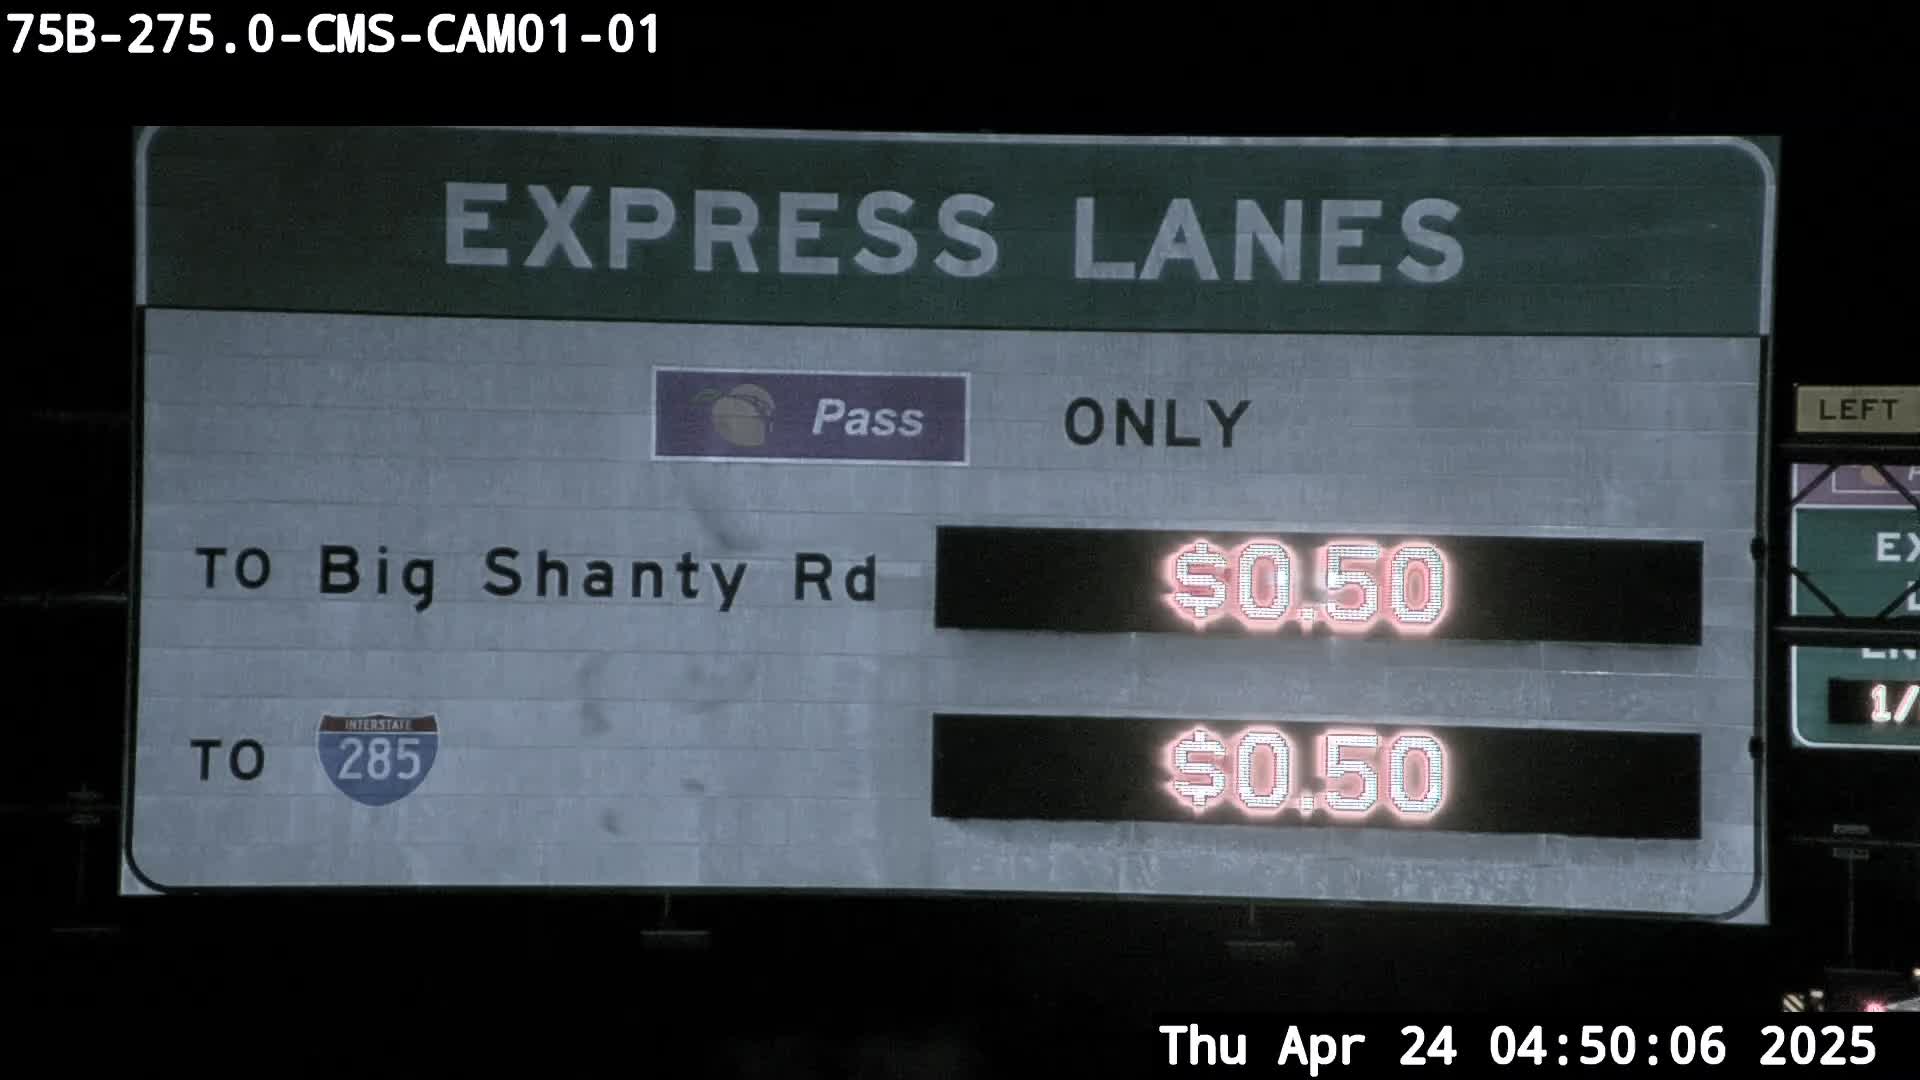 75B-275.0-CMS-CAM01-01
EXPRESS LANES
Pass ONLY
LEFT
TO Big Shanty Rd $0.50
TO INTERSTATE 285 $0.50
Thu Apr 24 04:50:06 2025